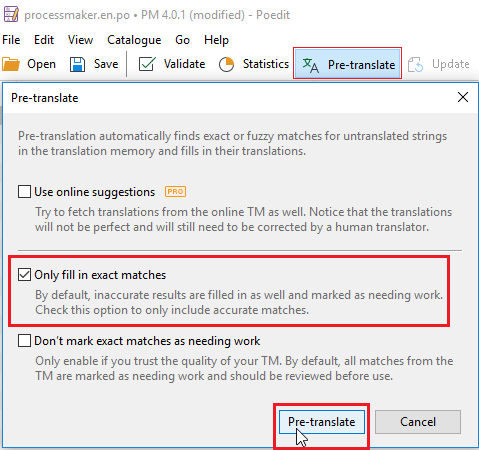 processmaker.en.po • PM 4.0.1 (modified) - Poedit
File Edit View Catalogue Go Help
Open Save Validate Statistics Pre-translate Update
Pre-translate
Pre-translation automatically finds exact or fuzzy matches for untranslated strings
in the translation memory and fills in their translations.
Use online suggestions PRO
Try to fetch translations from the online TM as well. Notice that the translations
will not be perfect and will still need to be corrected by a human translator.
Only fill in exact matches
By default, inaccurate results are filled in as well and marked as needing work.
Check this option to only include accurate matches.
Don't mark exact matches as needing work
Only enable if you trust the quality of your TM. By default, all matches from the
TM are marked as needing work and should be reviewed before use.
Pre-translate Cancel